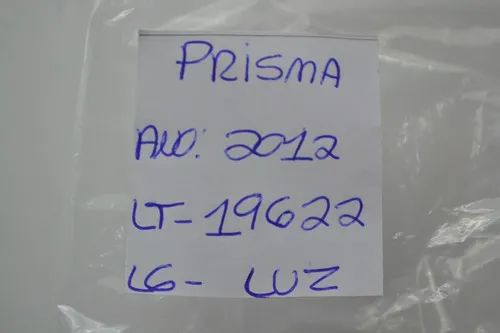 PRISMA
ANO: 2012
LT-19622
LG- LUZ